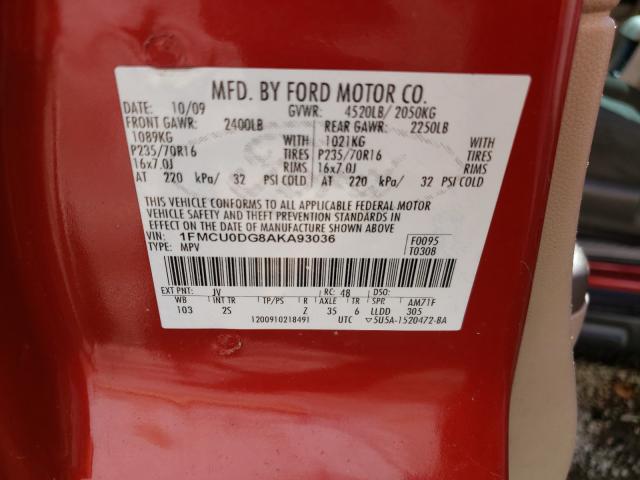 MFD. BY FORD MOTOR CO.
DATE: 10/09 GVWR: 4520LB/ 2050KG
FRONT GAWR: 2400LB REAR GAWR: 2250LB
1089KG WITH 1021KG WITH
P235/70R16 TIRES P235/70R16 TIRES
16x7.0J RIMS 16x7.0J RIMS
AT 220 kPa/ 32 PSI COLD AT 220 kPa/ 32 PSI COLD
THIS VEHICLE CONFORMS TO ALL APPLICABLE FEDERAL MOTOR
VEHICLE SAFETY AND THEFT PREVENTION STANDARDS IN
EFFECT ON THE DATE OF MANUFACTURE SHOWN ABOVE.
VIN: 1FMCU0DG8AKA93036 F0095
TYPE: MPV T0308
EXT PNT: JV RC: 48 DSO:
WB INT TR TP/PS R AXLE TR SPR AM71F
103 2S Z 35 6 LLDD 305
1200910218491 UTC ▽5U5A-1520472-BA